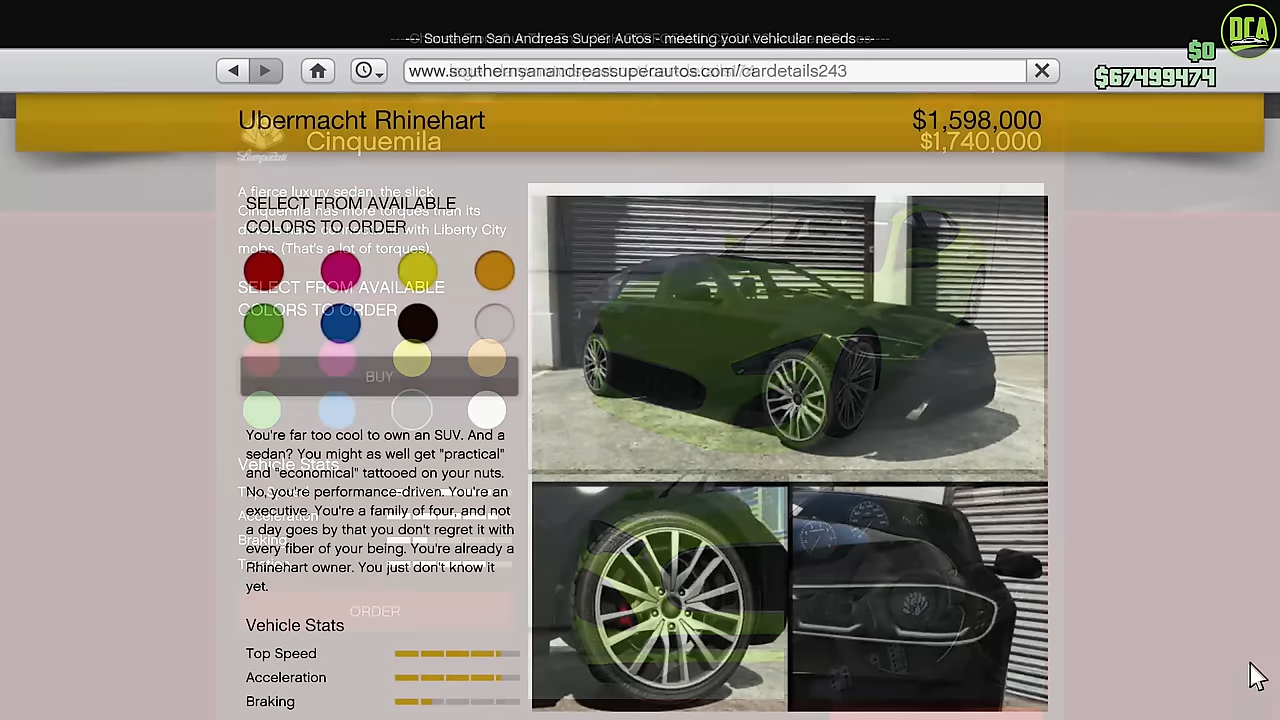 DCA
-- Southern San Andreas Super Autos - meeting your vehicular needs --
$0
$67499474
www.southernsanandreassuperautos.com/cardetails243
Ubermacht Rhinehart
$1,598,000
Cinquemila
$1,740,000
Lampadati
A fierce luxury sedan, the slick
Cinquemila has more torques than its
with Liberty City
mobs. (That's a lot of torques).
SELECT FROM AVAILABLE
COLORS TO ORDER
SELECT FROM AVAILABLE
COLORS TO ORDER
BUY
You're far too cool to own an SUV. And a
sedan? You might as well get "practical"
and "economical" tattooed on your nuts.
No, you're performance-driven. You're an
executive. You're a family of four, and not
a day goes by that you don't regret it with
every fiber of your being. You're already a
Rhinehart owner. You just don't know it
yet.
Vehicle Stats
Acceleration
Braking
ORDER
Vehicle Stats
Top Speed
Acceleration
Braking